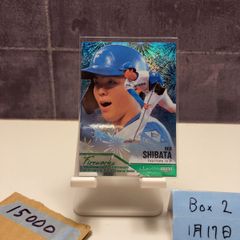 SHIBATA
Fireworks
15000
Box 2
1月17日